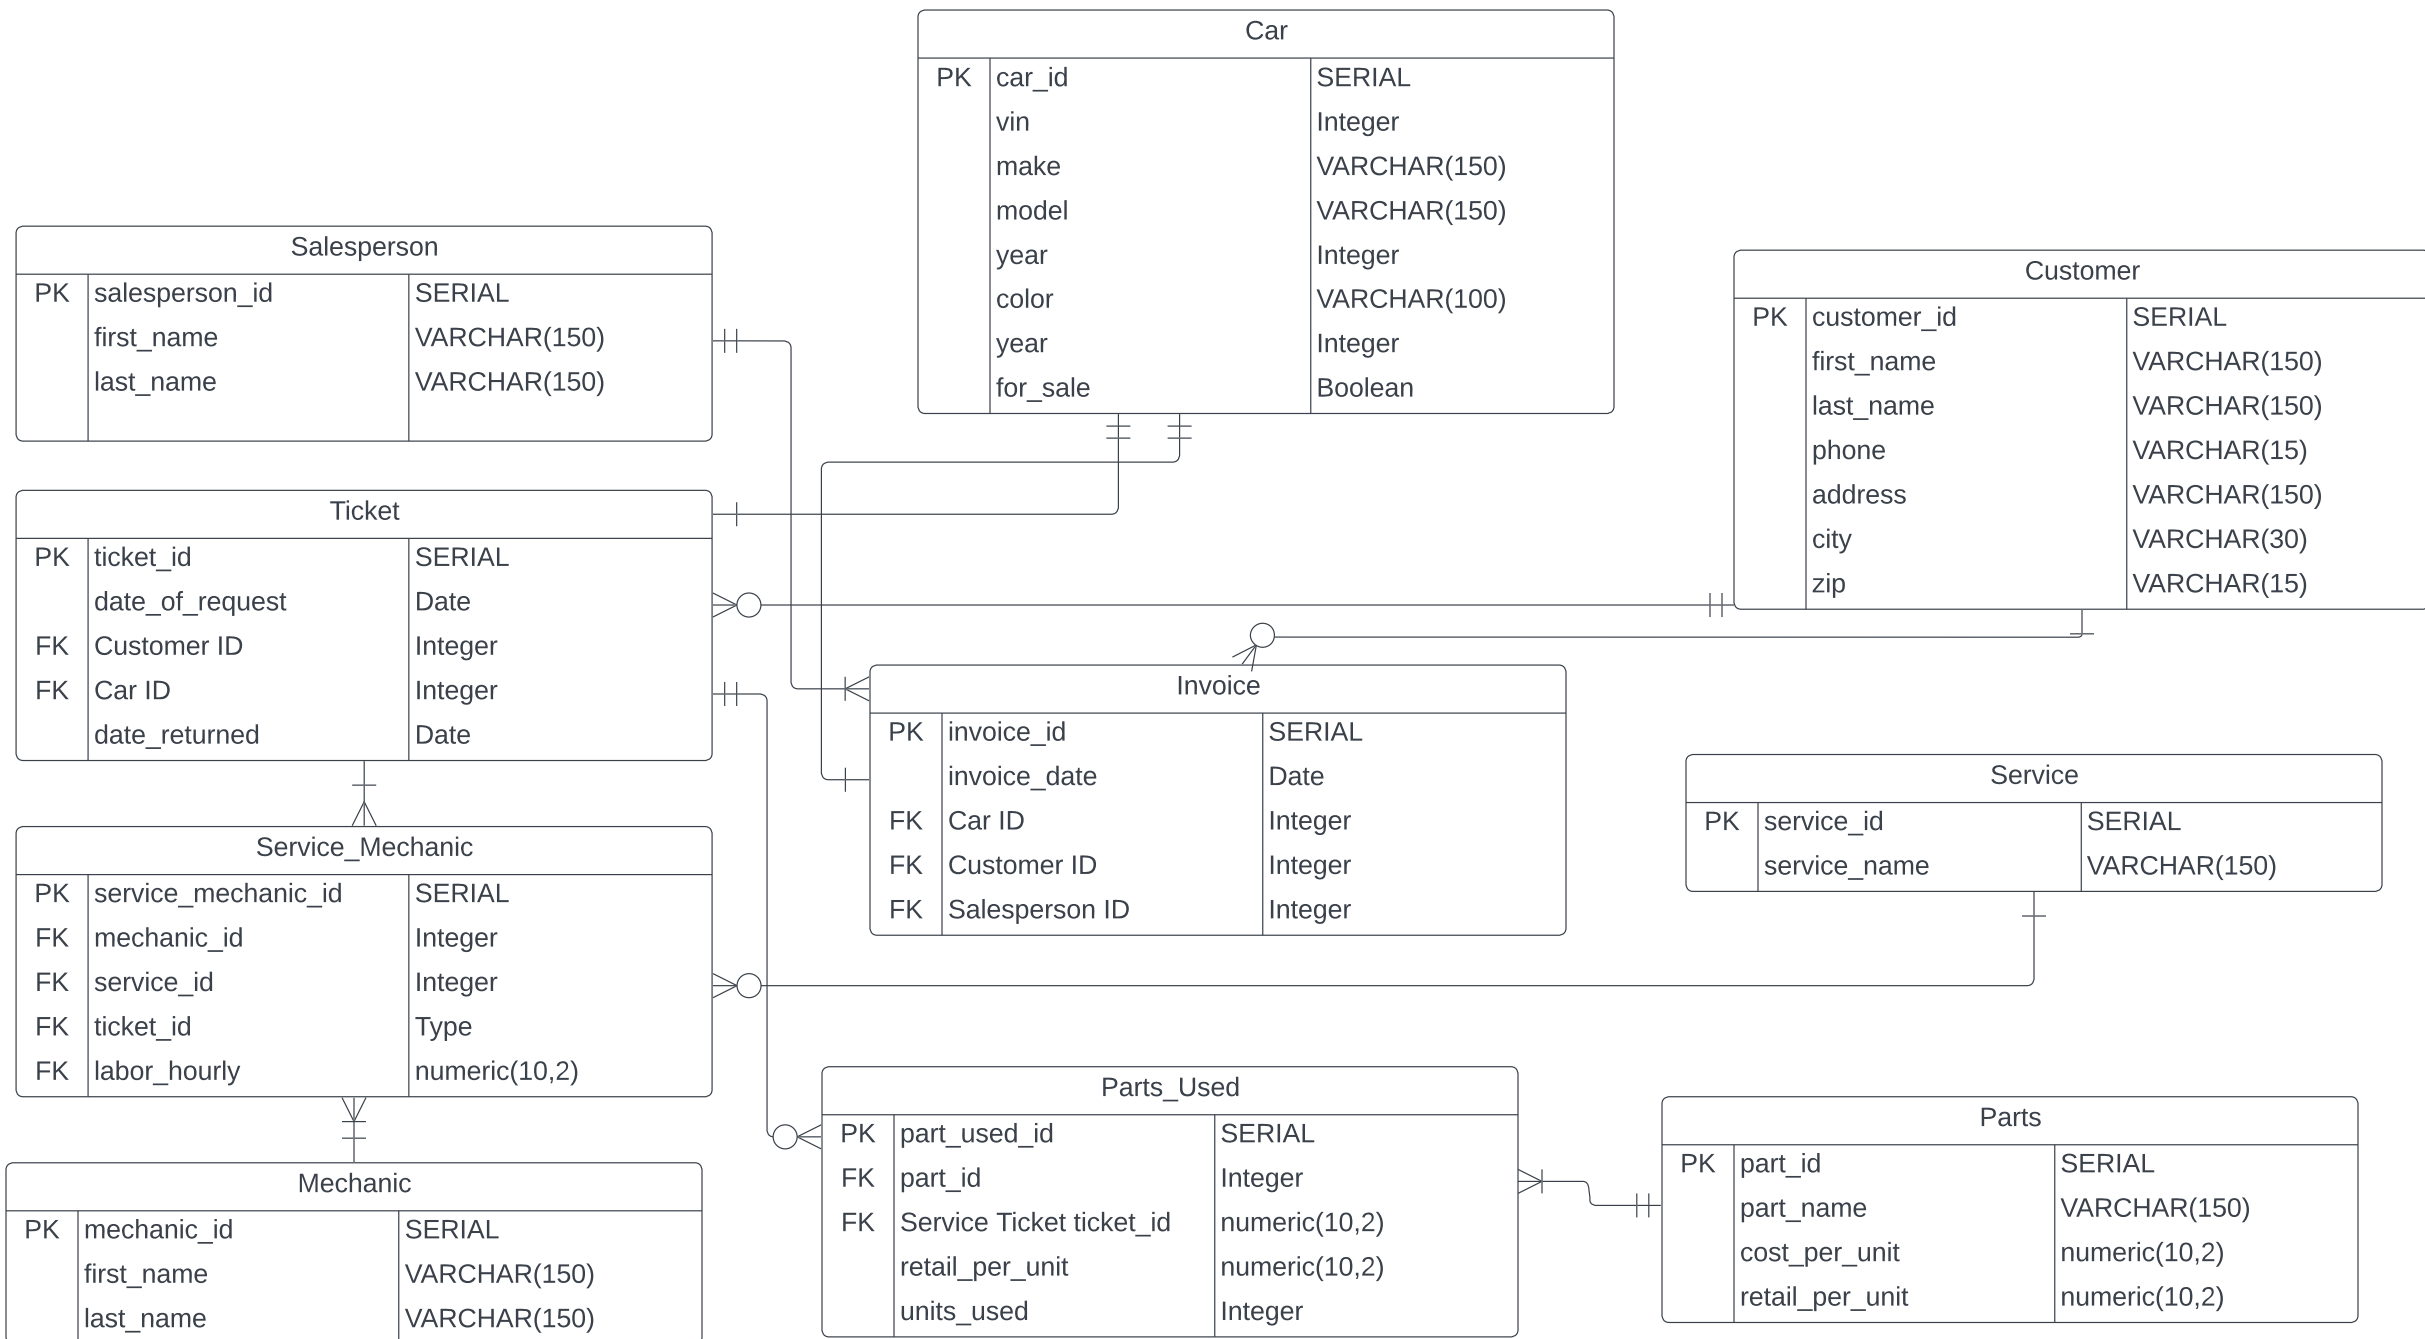 Car
PK car_id SERIAL
vin Integer
make VARCHAR(150)
model VARCHAR(150)
year Integer
color VARCHAR(100)
year Integer
for_sale Boolean
Salesperson
PK salesperson_id SERIAL
first_name VARCHAR(150)
last_name VARCHAR(150)
Customer
PK customer_id SERIAL
first_name VARCHAR(150)
last_name VARCHAR(150)
phone VARCHAR(15)
address VARCHAR(150)
city VARCHAR(30)
zip VARCHAR(15)
Ticket
PK ticket_id SERIAL
date_of_request Date
FK Customer ID Integer
FK Car ID Integer
date_returned Date
Invoice
PK invoice_id SERIAL
invoice_date Date
FK Car ID Integer
FK Customer ID Integer
FK Salesperson ID Integer
Service
PK service_id SERIAL
service_name VARCHAR(150)
Service_Mechanic
PK service_mechanic_id SERIAL
FK mechanic_id Integer
FK service_id Integer
FK ticket_id Type
FK labor_hourly numeric(10,2)
Parts_Used
PK part_used_id SERIAL
FK part_id Integer
FK Service Ticket ticket_id numeric(10,2)
retail_per_unit numeric(10,2)
units_used Integer
Parts
PK part_id SERIAL
part_name VARCHAR(150)
cost_per_unit numeric(10,2)
retail_per_unit numeric(10,2)
Mechanic
PK mechanic_id SERIAL
first_name VARCHAR(150)
last_name VARCHAR(150)